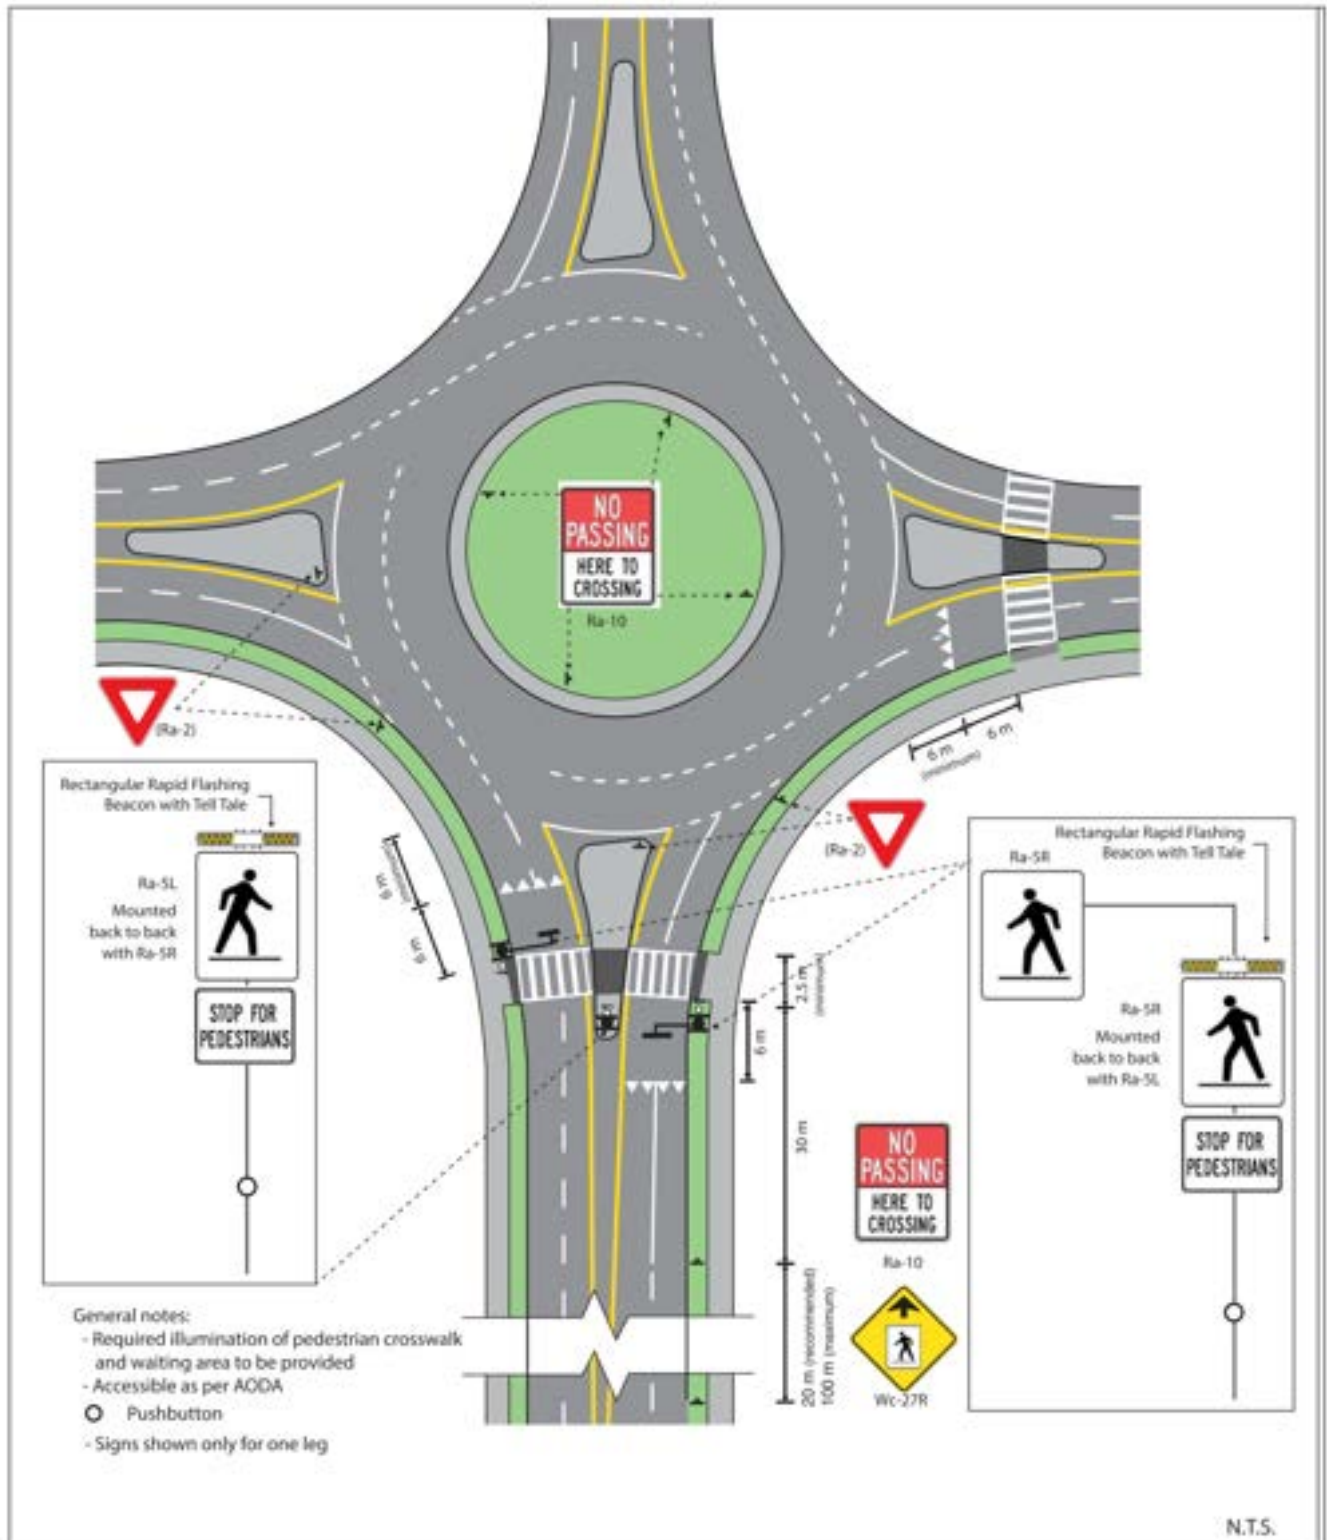 NO
PASSING
HERE TO
CROSSING
Ra-10
(Ra-2)
6 m
(minimum)
6 m
Rectangular Rapid Flashing
Beacon with Tell Tale
Ra-5L
Mounted
back to back
with Ra-5R
STOP FOR
PEDESTRIANS
6 m
(minimum)
6 m
(Ra-2)
Rectangular Rapid Flashing
Beacon with Tell Tale
Ra-5R
Ra-5R
Mounted
back to back
with Ra-5L
STOP FOR
PEDESTRIANS
2.5 m
(minimum)
6 m
30 m
NO
PASSING
HERE TO
CROSSING
Ra-10
20 m (recommended)
100 m (maximum)
Wc-27R
General notes:
- Required illumination of pedestrian crosswalk
and waiting area to be provided
- Accessible as per AODA
Pushbutton
- Signs shown only for one leg
N.T.S.